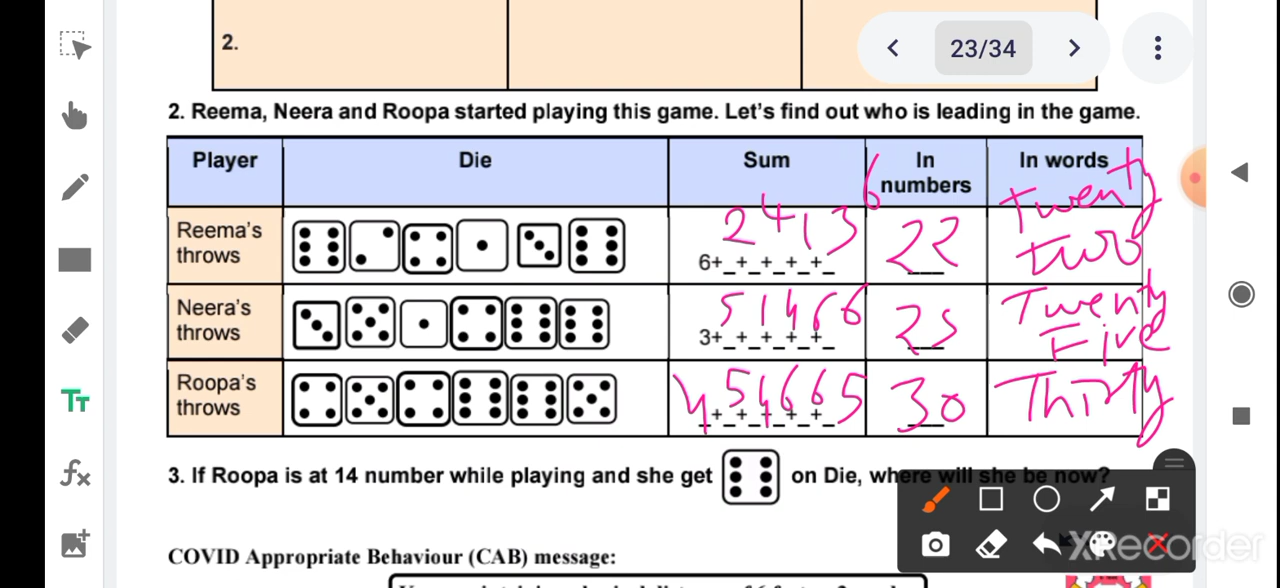 2.
23/34
2. Reema, Neera and Roopa started playing this game. Let's find out who is leading in the game.
Player Die Sum In numbers In words
Reema's throws 6+_+_+_+_+_ 2 4 1 3 6 22 Twenty two
Neera's throws 3+_+_+_+_+_ 5 1 4 6 6 25 Twenty Five
Roopa's throws _+_+_+_+_+_ 4 5 4 6 6 5 30 Thirty
3. If Roopa is at 14 number while playing and she get on Die, where will she be now?
COVID Appropriate Behaviour (CAB) message:
TT
fx
XRecorder